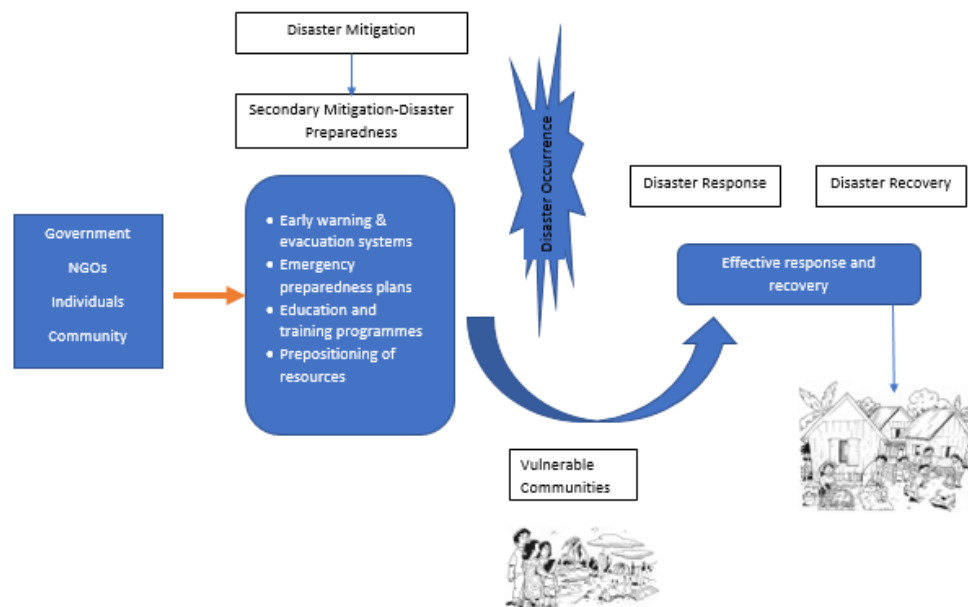 Disaster Mitigation
Secondary Mitigation-Disaster
Preparedness
Government
NGOs
Individuals
Community
• Early warning &
evacuation systems
• Emergency
preparedness plans
• Education and
training programmes
• Prepositioning of
resources
Disaster Occurrence
Vulnerable
Communities
Disaster Response
Disaster Recovery
Effective response and
recovery